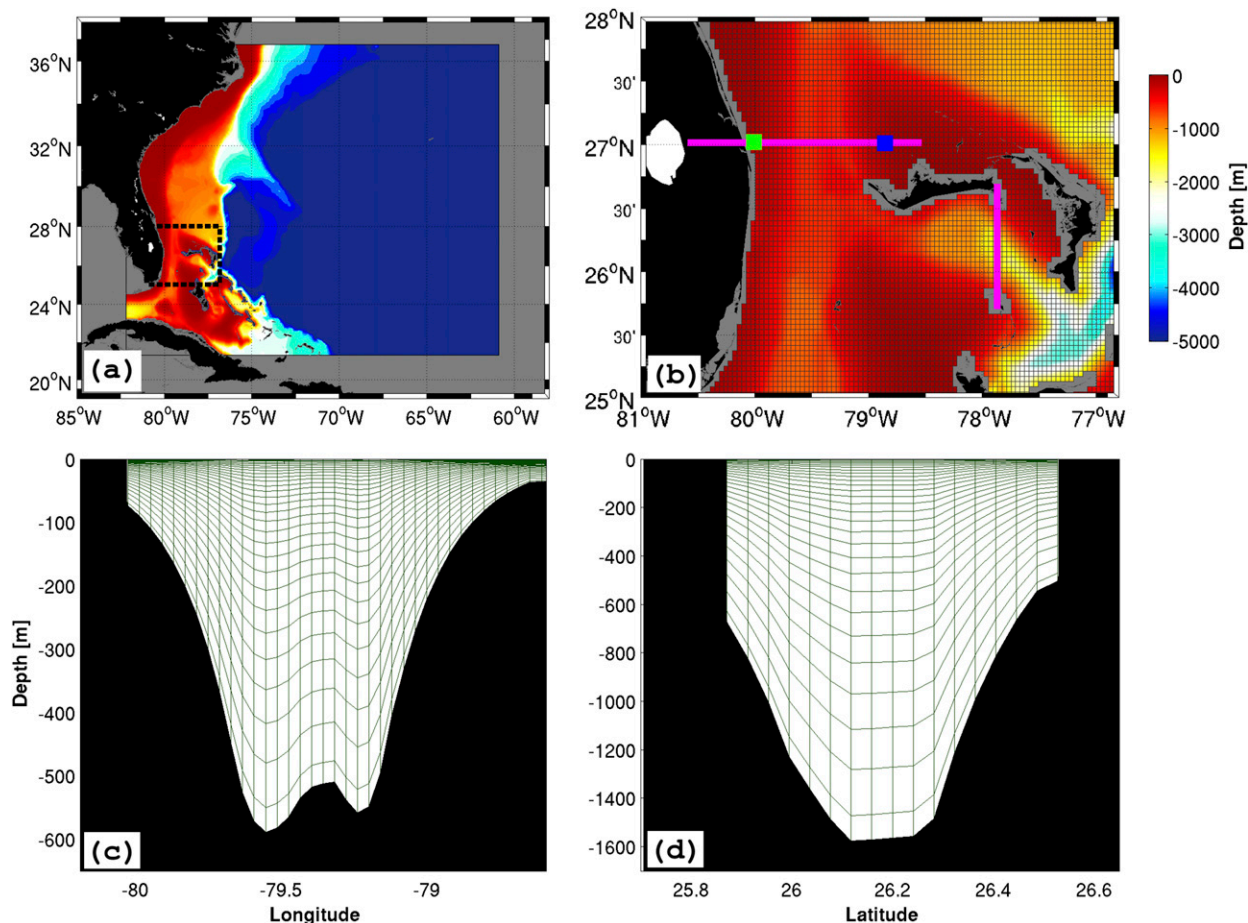 36°N
32°N
28°N
24°N
20°N
(a)
85°W 80°W 75°W 70°W 65°W 60°W
28°N
30'
27°N
30'
26°N
30'
25°N
(b)
81°W 80°W 79°W 78°W 77°W
0
-1000
-2000
-3000
-4000
-5000
Depth [m]
0
-100
-200
-300
-400
-500
-600
Depth [m]
(c)
-80 -79.5 -79
Longitude
0
-200
-400
-600
-800
-1000
-1200
-1400
-1600
(d)
25.8 26 26.2 26.4 26.6
Latitude